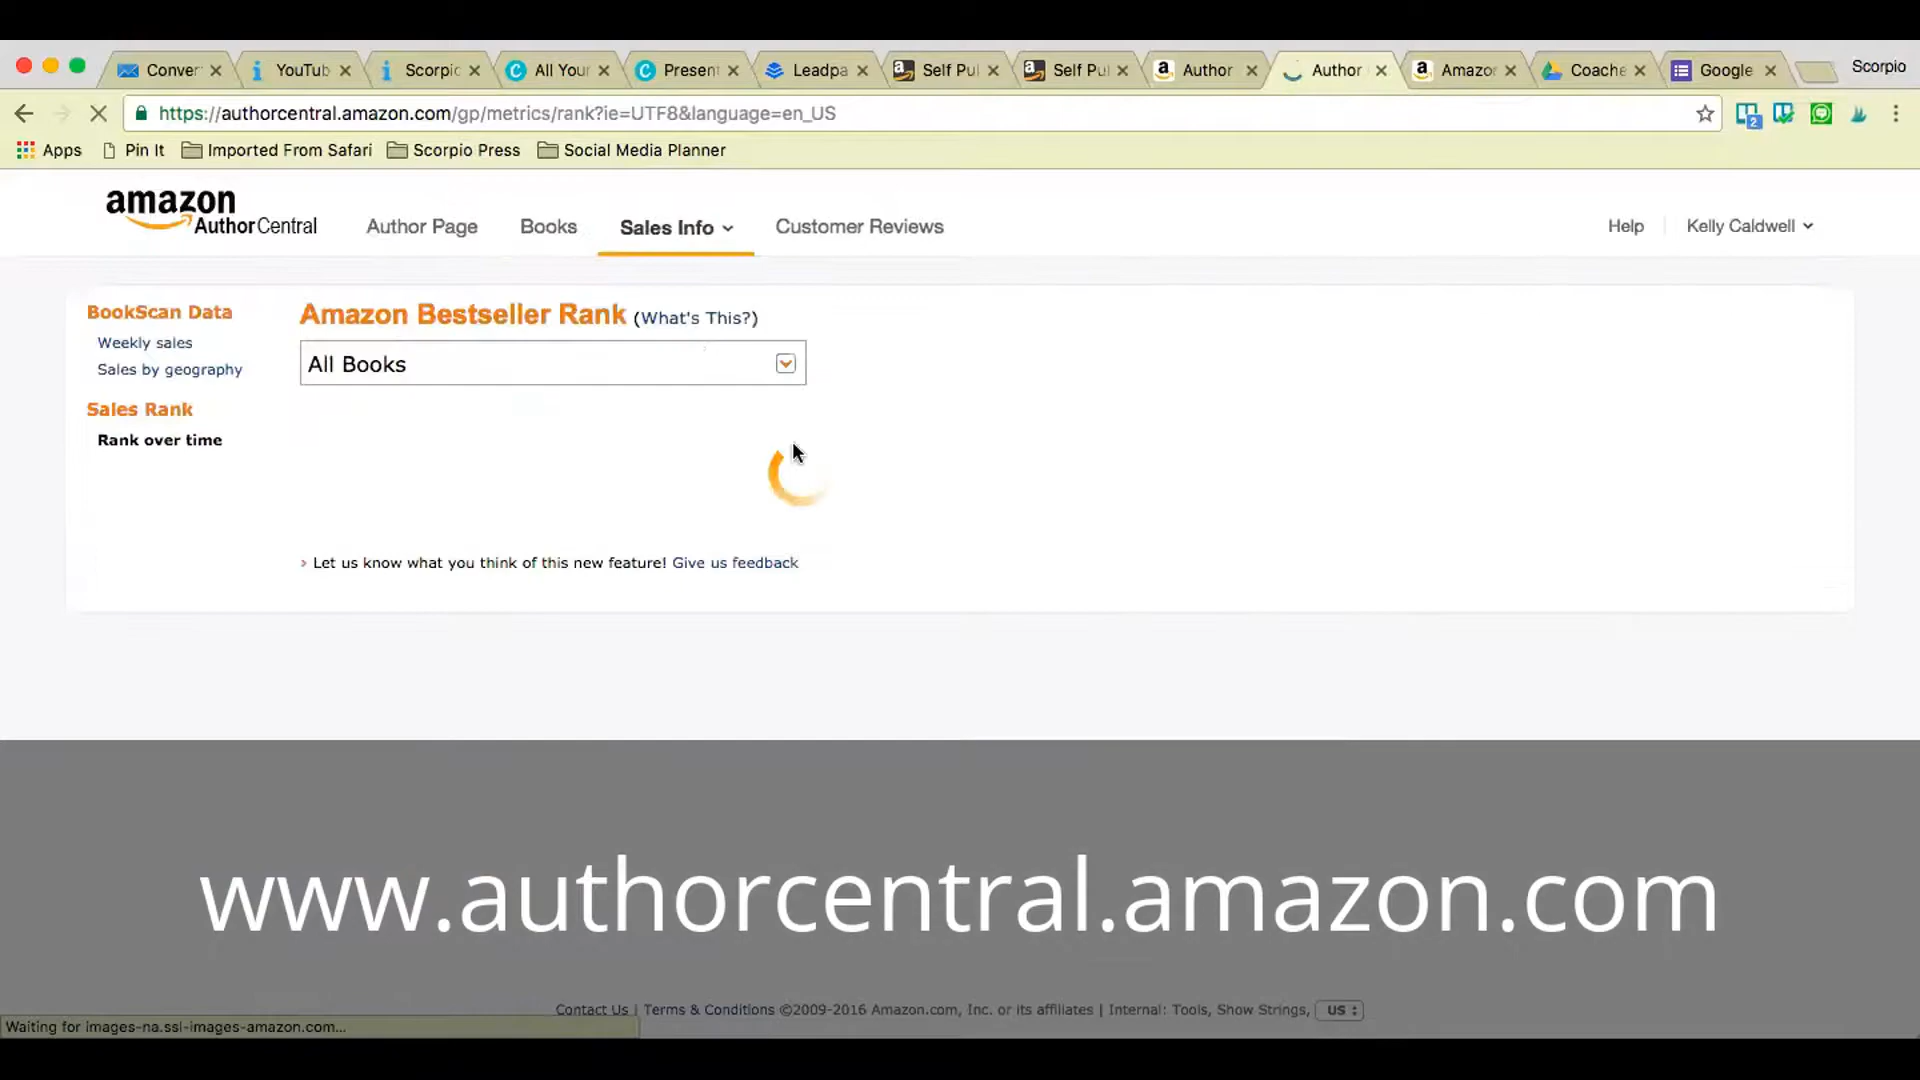 Conver
YouTub
Scorpio
All Your
Present
Leadpa
Self Pul
Self Pul
Author
Author
Amazon
Coache
Google
Scorpio
https://authorcentral.amazon.com/gp/metrics/rank?ie=UTF8&language=en_US
2
Apps Pin It Imported From Safari Scorpio Press Social Media Planner
amazon
AuthorCentral
Author Page Books Sales Info Customer Reviews
Help Kelly Caldwell
BookScan Data
Weekly sales
Sales by geography
Sales Rank
Rank over time
Amazon Bestseller Rank (What's This?)
All Books
› Let us know what you think of this new feature! Give us feedback
www.authorcentral.amazon.com
Contact Us | Terms & Conditions ©2009-2016 Amazon.com, Inc. or its affiliates | Internal: Tools, Show Strings, US
Waiting for images-na.ssl-images-amazon.com...